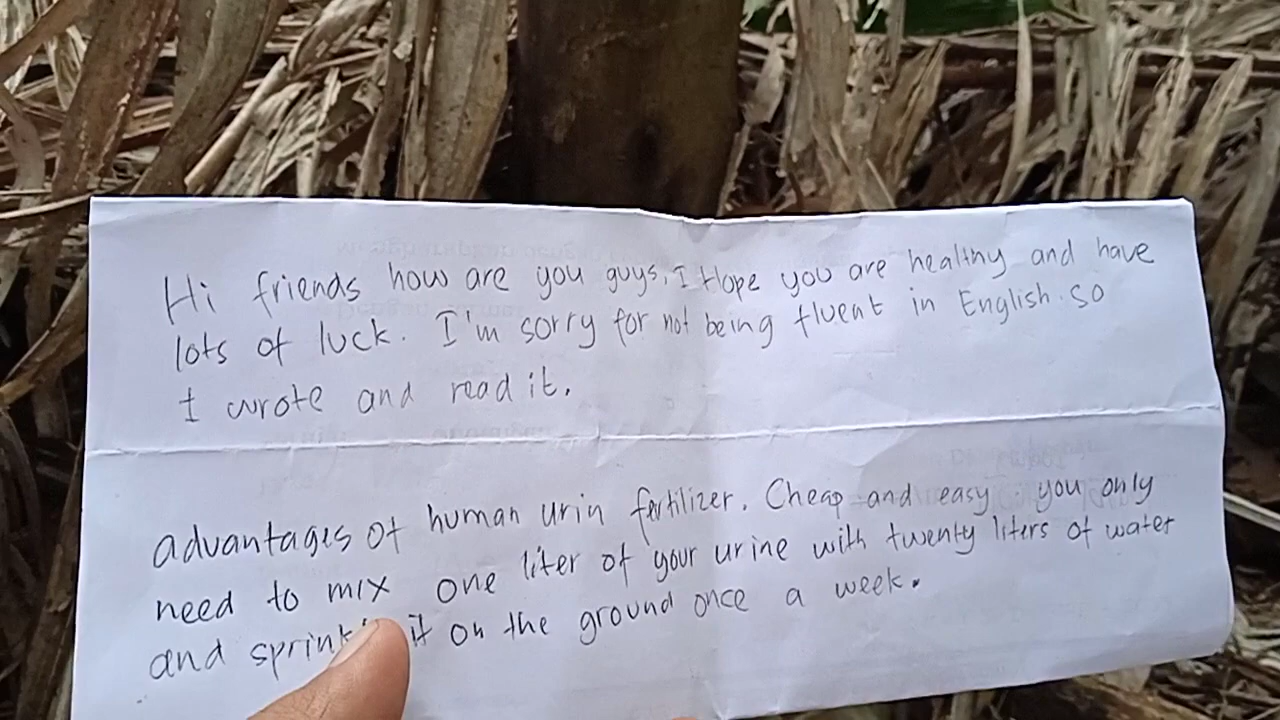 Hi friends how are you guys, I Hope you are healthy and have
lots of luck. I'm sorry for not being fluent in English. so
I wrote and read it.
advantages of human urin fertilizer. Cheap and easy. you only
need to mix one liter of your urine with twenty liters of water
and it on the ground once a week.